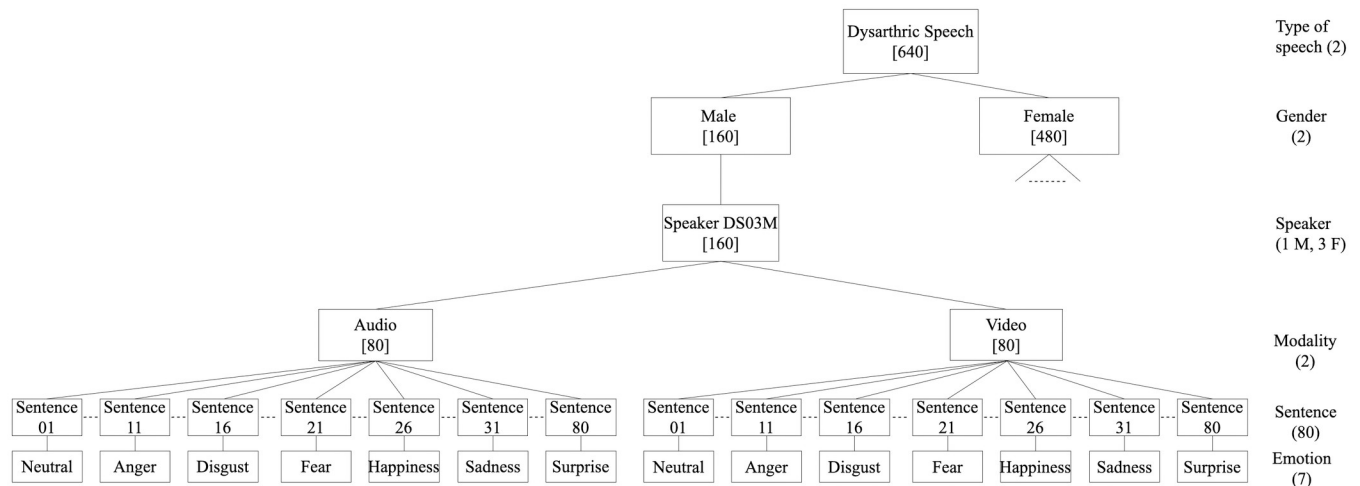 Dysarthric Speech
[640]
Type of
speech (2)
Male
[160]
Female
[480]
Gender
(2)
Speaker DS03M
[160]
Speaker
(1 M, 3 F)
Audio
[80]
Video
[80]
Modality
(2)
Sentence
01
Sentence
11
Sentence
16
Sentence
21
Sentence
26
Sentence
31
Sentence
80
Sentence
01
Sentence
11
Sentence
16
Sentence
21
Sentence
26
Sentence
31
Sentence
80
Sentence
(80)
Neutral
Anger
Disgust
Fear
Happiness
Sadness
Surprise
Neutral
Anger
Disgust
Fear
Happiness
Sadness
Surprise
Emotion
(7)